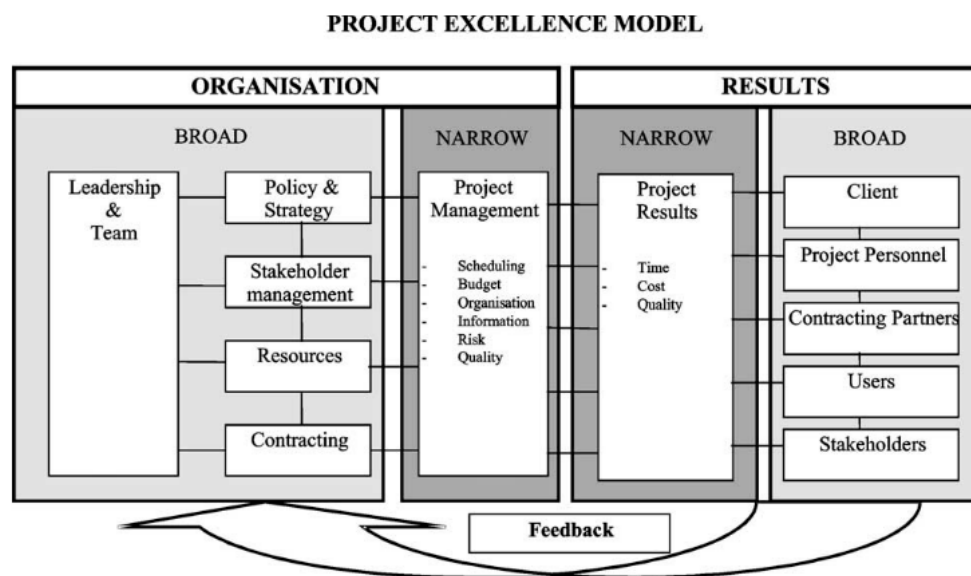 PROJECT EXCELLENCE MODEL
ORGANISATION
RESULTS
BROAD
NARROW
NARROW
BROAD
Leadership
&
Team
Policy &
Strategy
Stakeholder
management
Resources
Contracting
Project
Management
- Scheduling
- Budget
- Organisation
- Information
- Risk
- Quality
Project
Results
- Time
- Cost
- Quality
Client
Project Personnel
Contracting Partners
Users
Stakeholders
Feedback